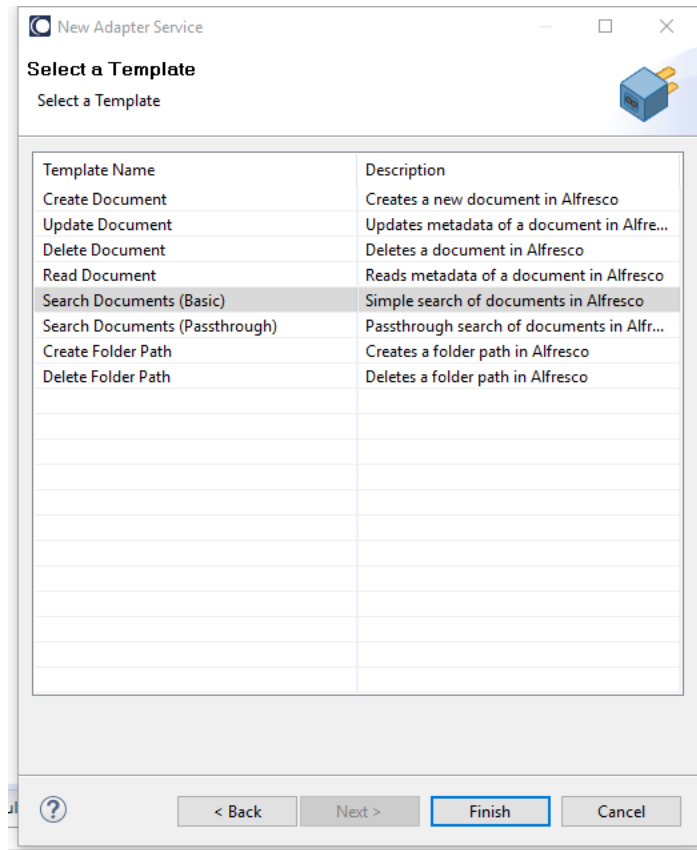 New Adapter Service
Select a Template
Select a Template
Template Name Description
Create Document Creates a new document in Alfresco
Update Document Updates metadata of a document in Alfre...
Delete Document Deletes a document in Alfresco
Read Document Reads metadata of a document in Alfresco
Search Documents (Basic) Simple search of documents in Alfresco
Search Documents (Passthrough) Passthrough search of documents in Alfr...
Create Folder Path Creates a folder path in Alfresco
Delete Folder Path Deletes a folder path in Alfresco
? < Back Next > Finish Cancel